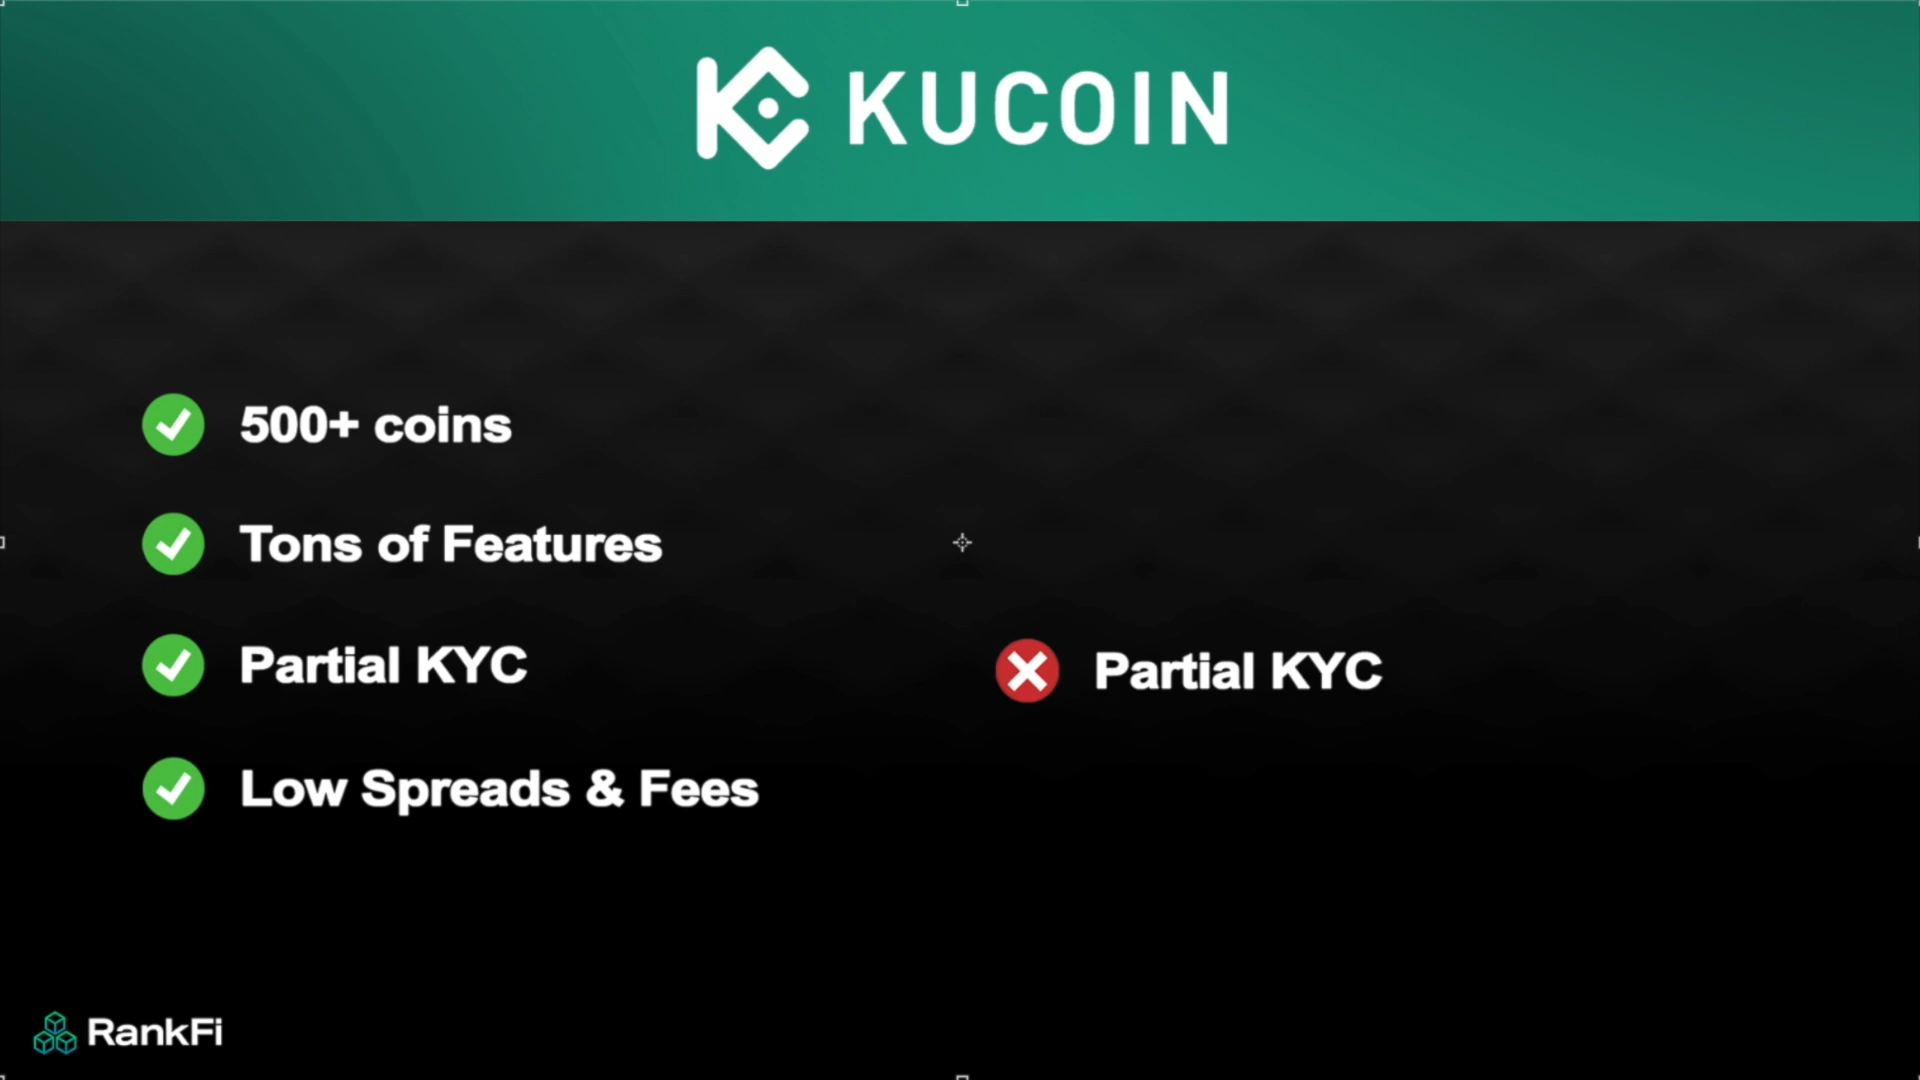 KUCOIN
500+ coins
Tons of Features
Partial KYC
Low Spreads & Fees
Partial KYC
RankFi